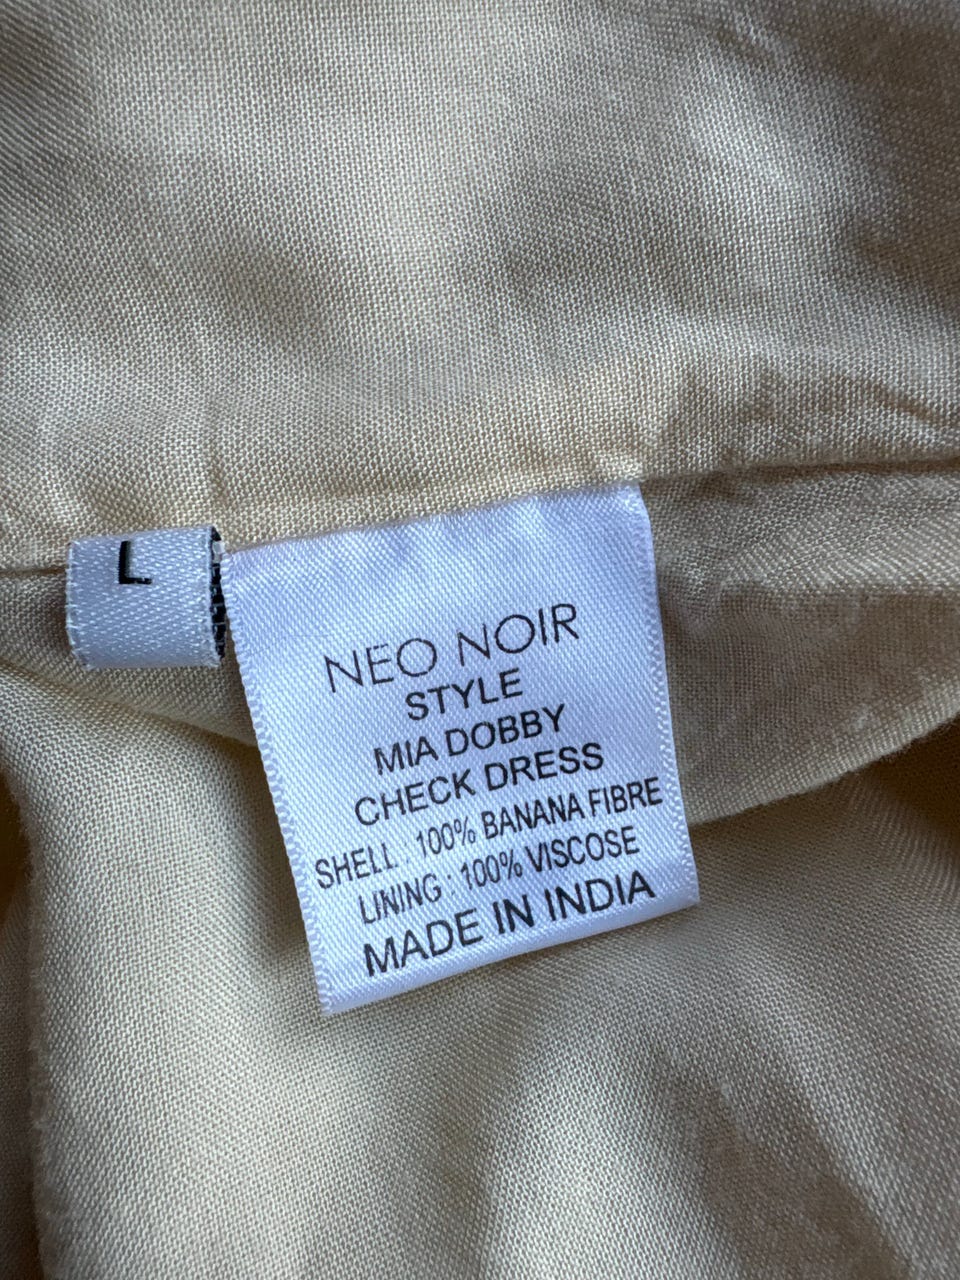 L
NEO NOIR
STYLE
MIA DOBBY
CHECK DRESS
SHELL : 100% BANANA FIBRE
LINING : 100% VISCOSE
MADE IN INDIA